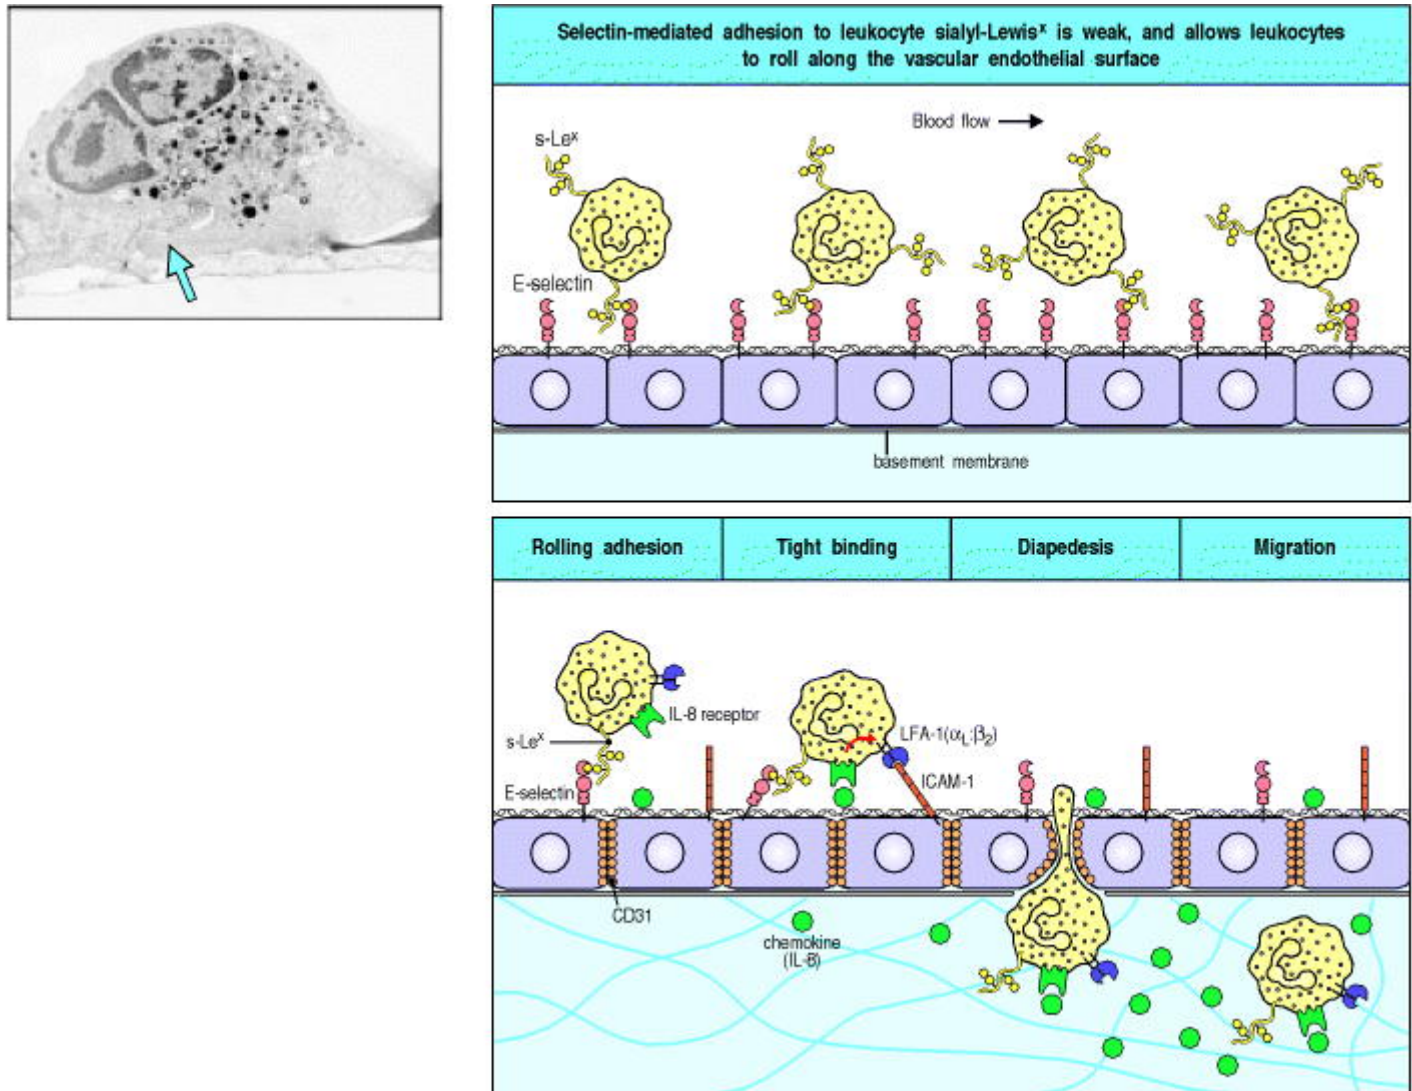 Selectin-mediated adhesion to leukocyte sialyl-Lewisˣ is weak, and allows leukocytes
to roll along the vascular endothelial surface
Blood flow
s-Leˣ
E-selectin
basement membrane
Rolling adhesion
Tight binding
Diapedesis
Migration
IL-8 receptor
s-Leˣ
LFA-1(α_L:β₂)
ICAM-1
E-selectin
CD31
chemokine
(IL-8)